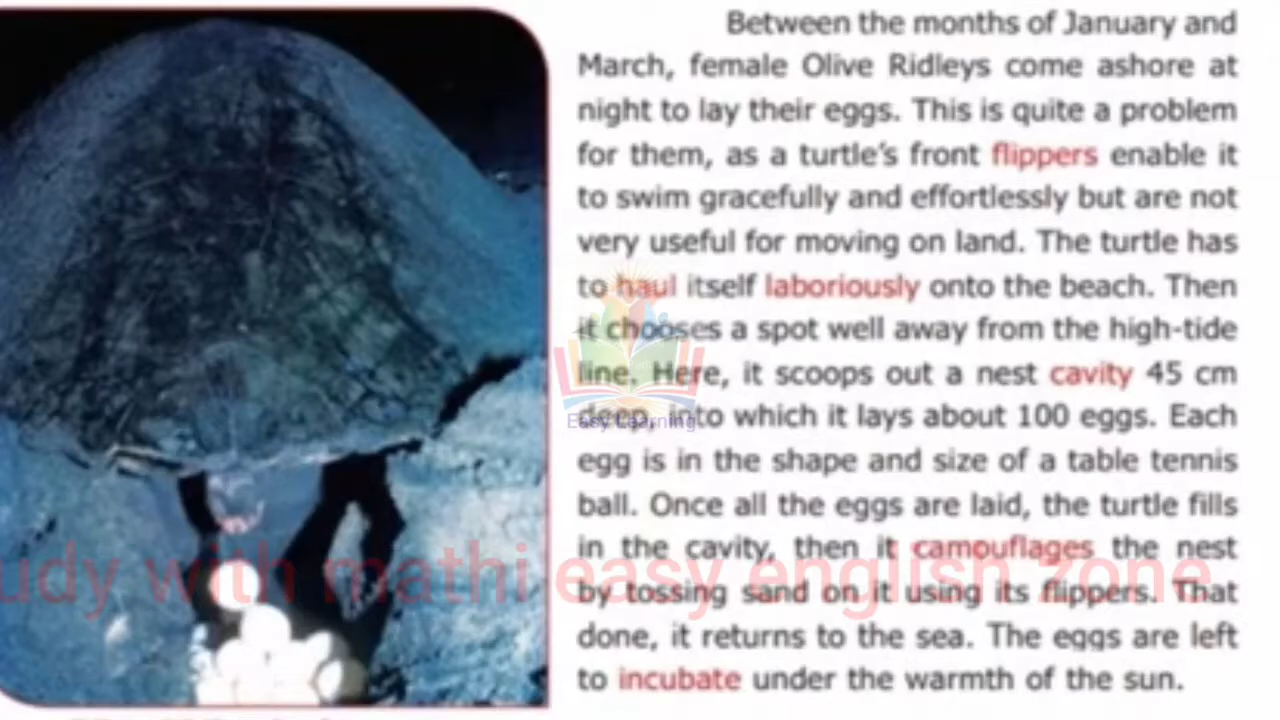 Between the months of January and
March, female Olive Ridleys come ashore at
night to lay their eggs. This is quite a problem
for them, as a turtle's front flippers enable it
to swim gracefully and effortlessly but are not
very useful for moving on land. The turtle has
to haul itself laboriously onto the beach. Then
it chooses a spot well away from the high-tide
line. Here, it scoops out a nest cavity 45 cm
deep, into which it lays about 100 eggs. Each
Easy Learning
egg is in the shape and size of a table tennis
ball. Once all the eggs are laid, the turtle fills
in the cavity, then it camouflages the nest
udy with mathi easy english zone
by tossing sand on it using its flippers. That
done, it returns to the sea. The eggs are left
to incubate under the warmth of the sun.